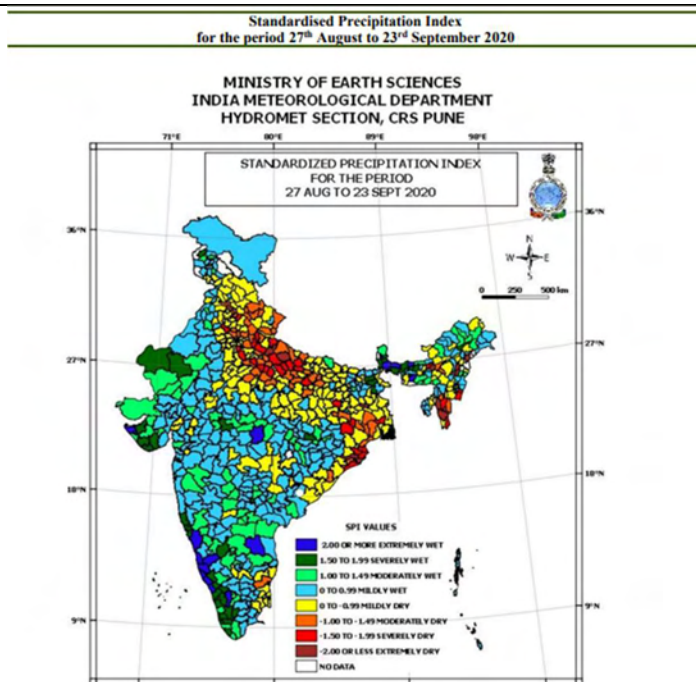 Standardised Precipitation Index
for the period 27th August to 23rd September 2020
MINISTRY OF EARTH SCIENCES
INDIA METEOROLOGICAL DEPARTMENT
HYDROMET SECTION, CRS PUNE
71°E 80°E 89°E 98°E
STANDARDIZED PRECIPITATION INDEX
FOR THE PERIOD
27 AUG TO 23 SEPT 2020
36°N 36°N
N
W E
S
0 250 500 km
27°N 27°N
18°N 18°N
SPI VALUES
2.00 OR MORE EXTREMELY WET
1.50 TO 1.99 SEVERELY WET
1.00 TO 1.49 MODERATELY WET
0 TO 0.99 MILDLY WET
0 TO -0.99 MILDLY DRY
-1.00 TO -1.49 MODERATELY DRY
-1.50 TO -1.99 SEVERELY DRY
-2.00 OR LESS EXTREMELY DRY
NO DATA
9°N 9°N